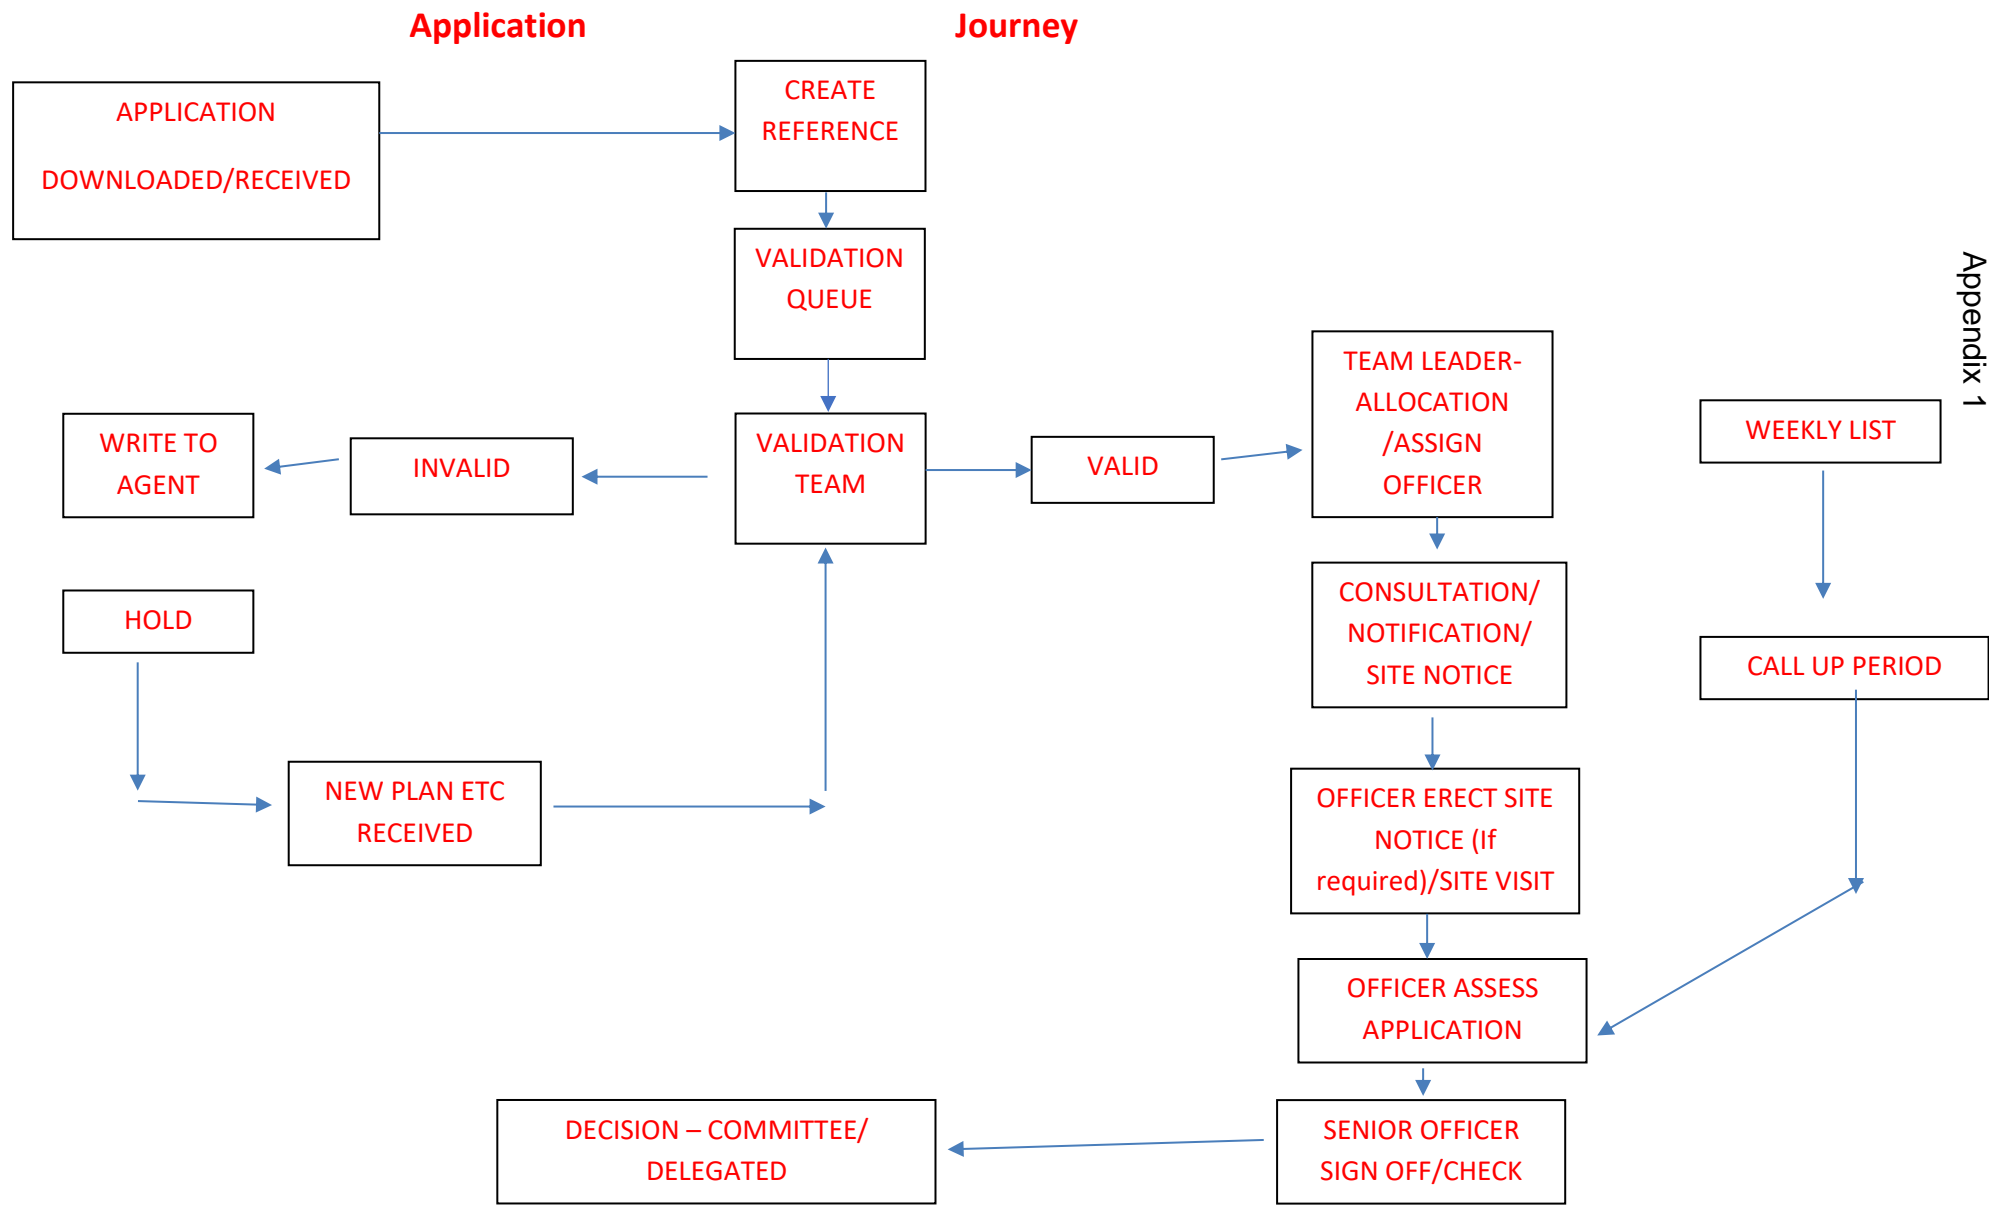 Application Journey
APPLICATION
DOWNLOADED/RECEIVED
CREATE
REFERENCE
VALIDATION
QUEUE
Appendix 1
WRITE TO
AGENT
INVALID
VALIDATION
TEAM
VALID
TEAM LEADER-
ALLOCATION
/ASSIGN
OFFICER
WEEKLY LIST
HOLD
CONSULTATION/
NOTIFICATION/
SITE NOTICE
CALL UP PERIOD
NEW PLAN ETC
RECEIVED
OFFICER ERECT SITE
NOTICE (If
required)/SITE VISIT
OFFICER ASSESS
APPLICATION
DECISION – COMMITTEE/
DELEGATED
SENIOR OFFICER
SIGN OFF/CHECK